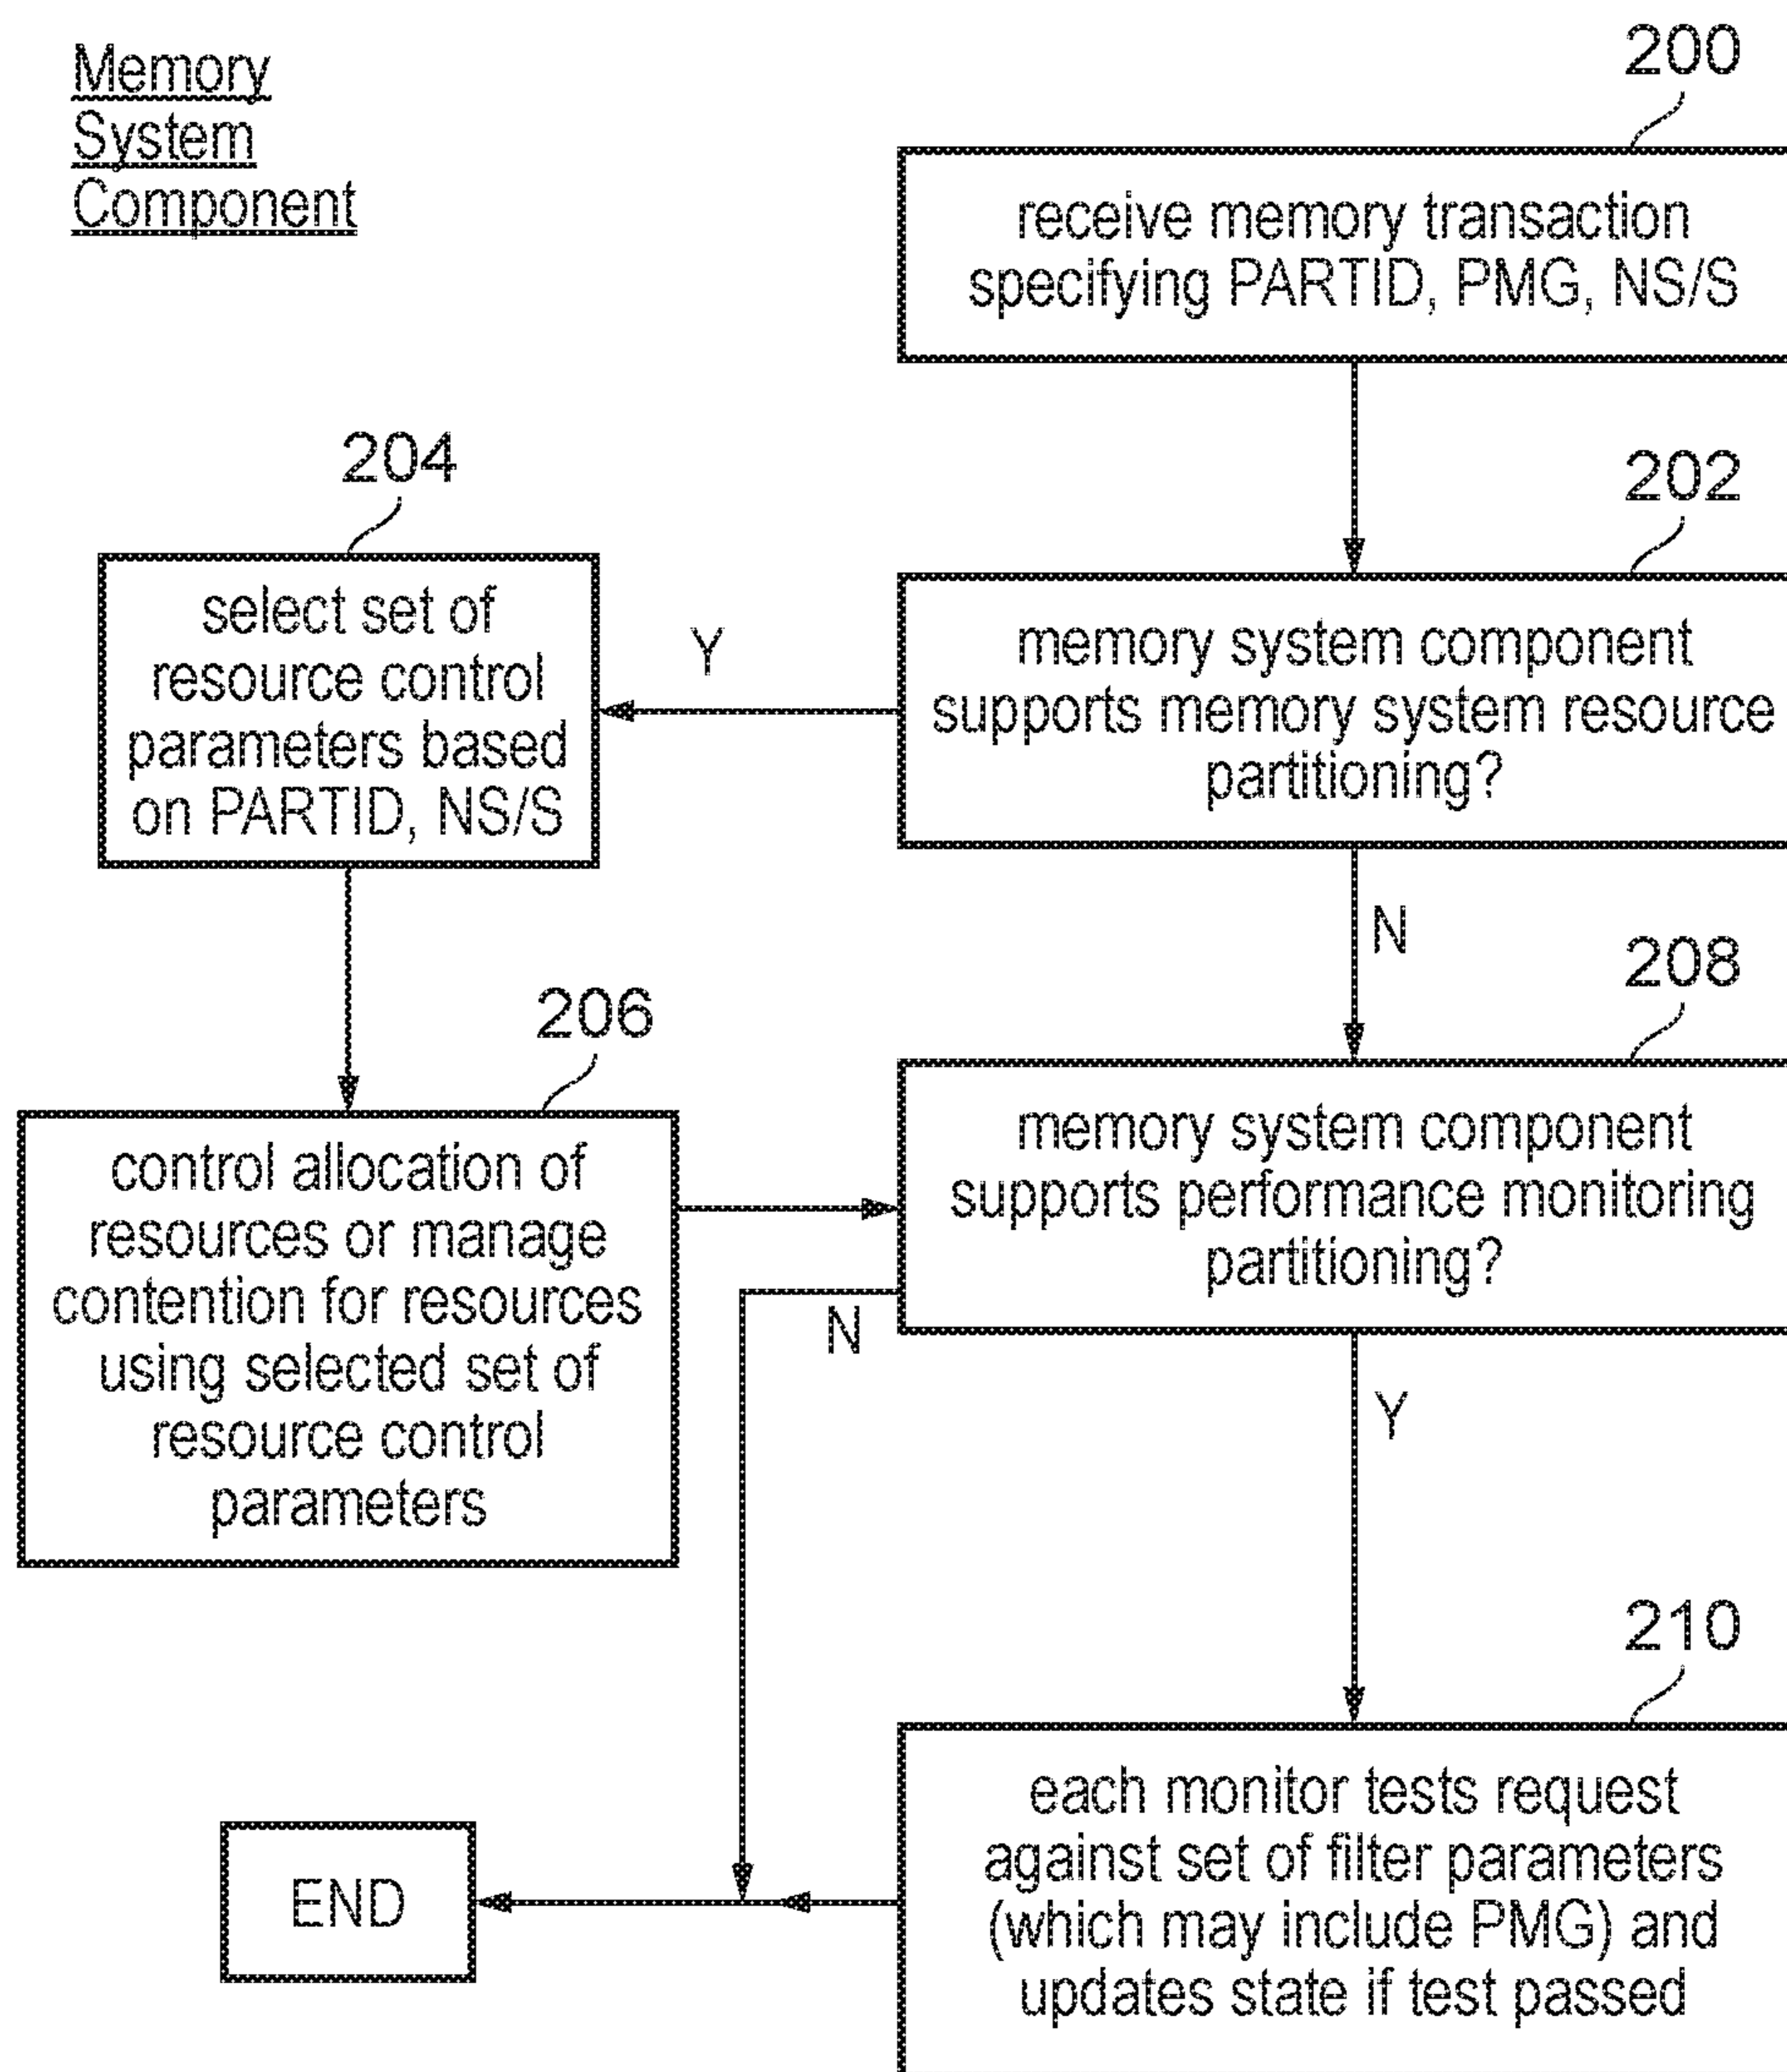 Memory
System
Component
200
receive memory transaction
specifying PARTID, PMG, NS/S
202
memory system component
supports memory system resource
partitioning?
Y
N
204
select set of
resource control
parameters based
on PARTID, NS/S
206
control allocation of
resources or manage
contention for resources
using selected set of
resource control
parameters
208
memory system component
supports performance monitoring
partitioning?
N
Y
210
each monitor tests request
against set of filter parameters
(which may include PMG) and
updates state if test passed
END